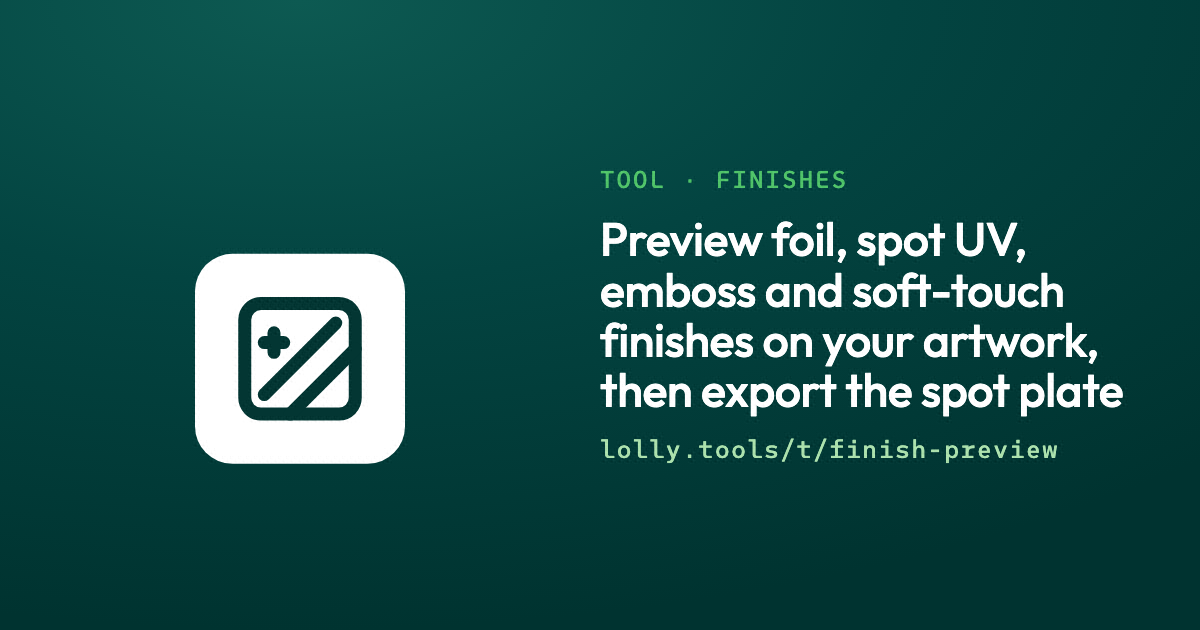 TOOL · FINISHES
Preview foil, spot UV,
emboss and soft-touch
finishes on your artwork,
then export the spot plate
lolly.tools/t/finish-preview